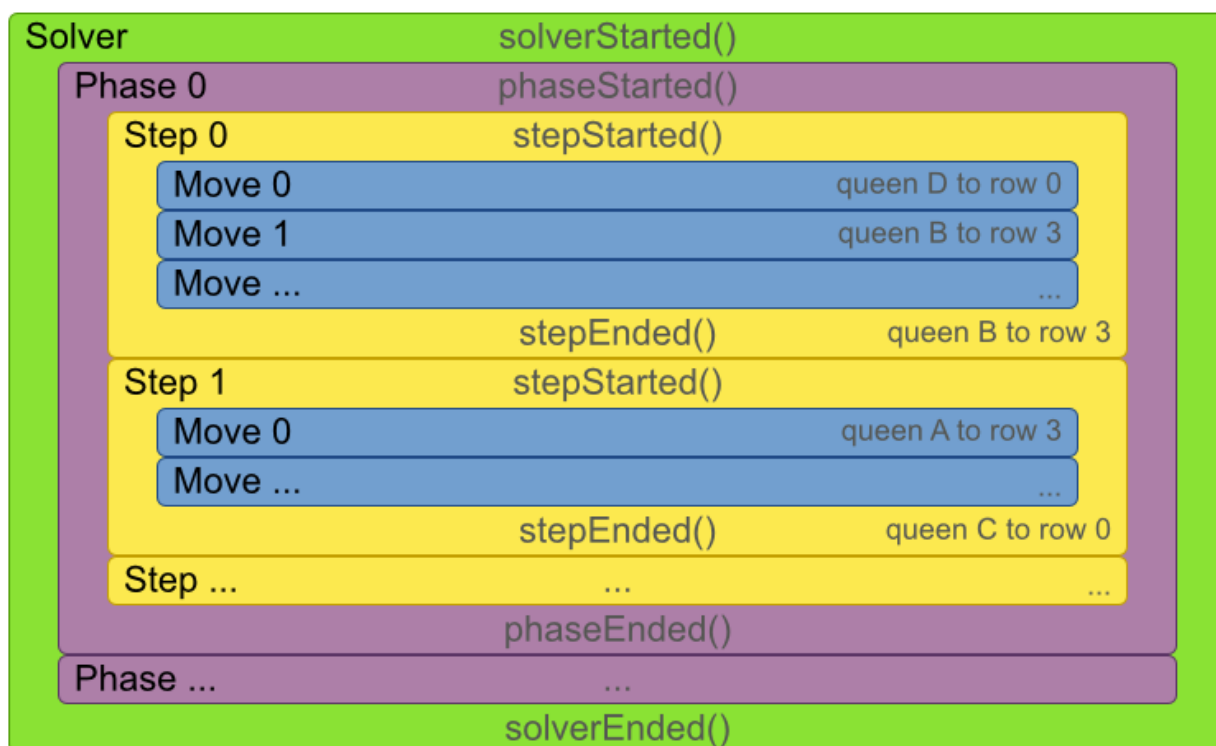 Solver solverStarted()
Phase 0 phaseStarted()
Step 0 stepStarted()
Move 0 queen D to row 0
Move 1 queen B to row 3
Move ... ...
stepEnded() queen B to row 3
Step 1 stepStarted()
Move 0 queen A to row 3
Move ... ...
stepEnded() queen C to row 0
Step ... ... ...
phaseEnded()
Phase ... ...
solverEnded()